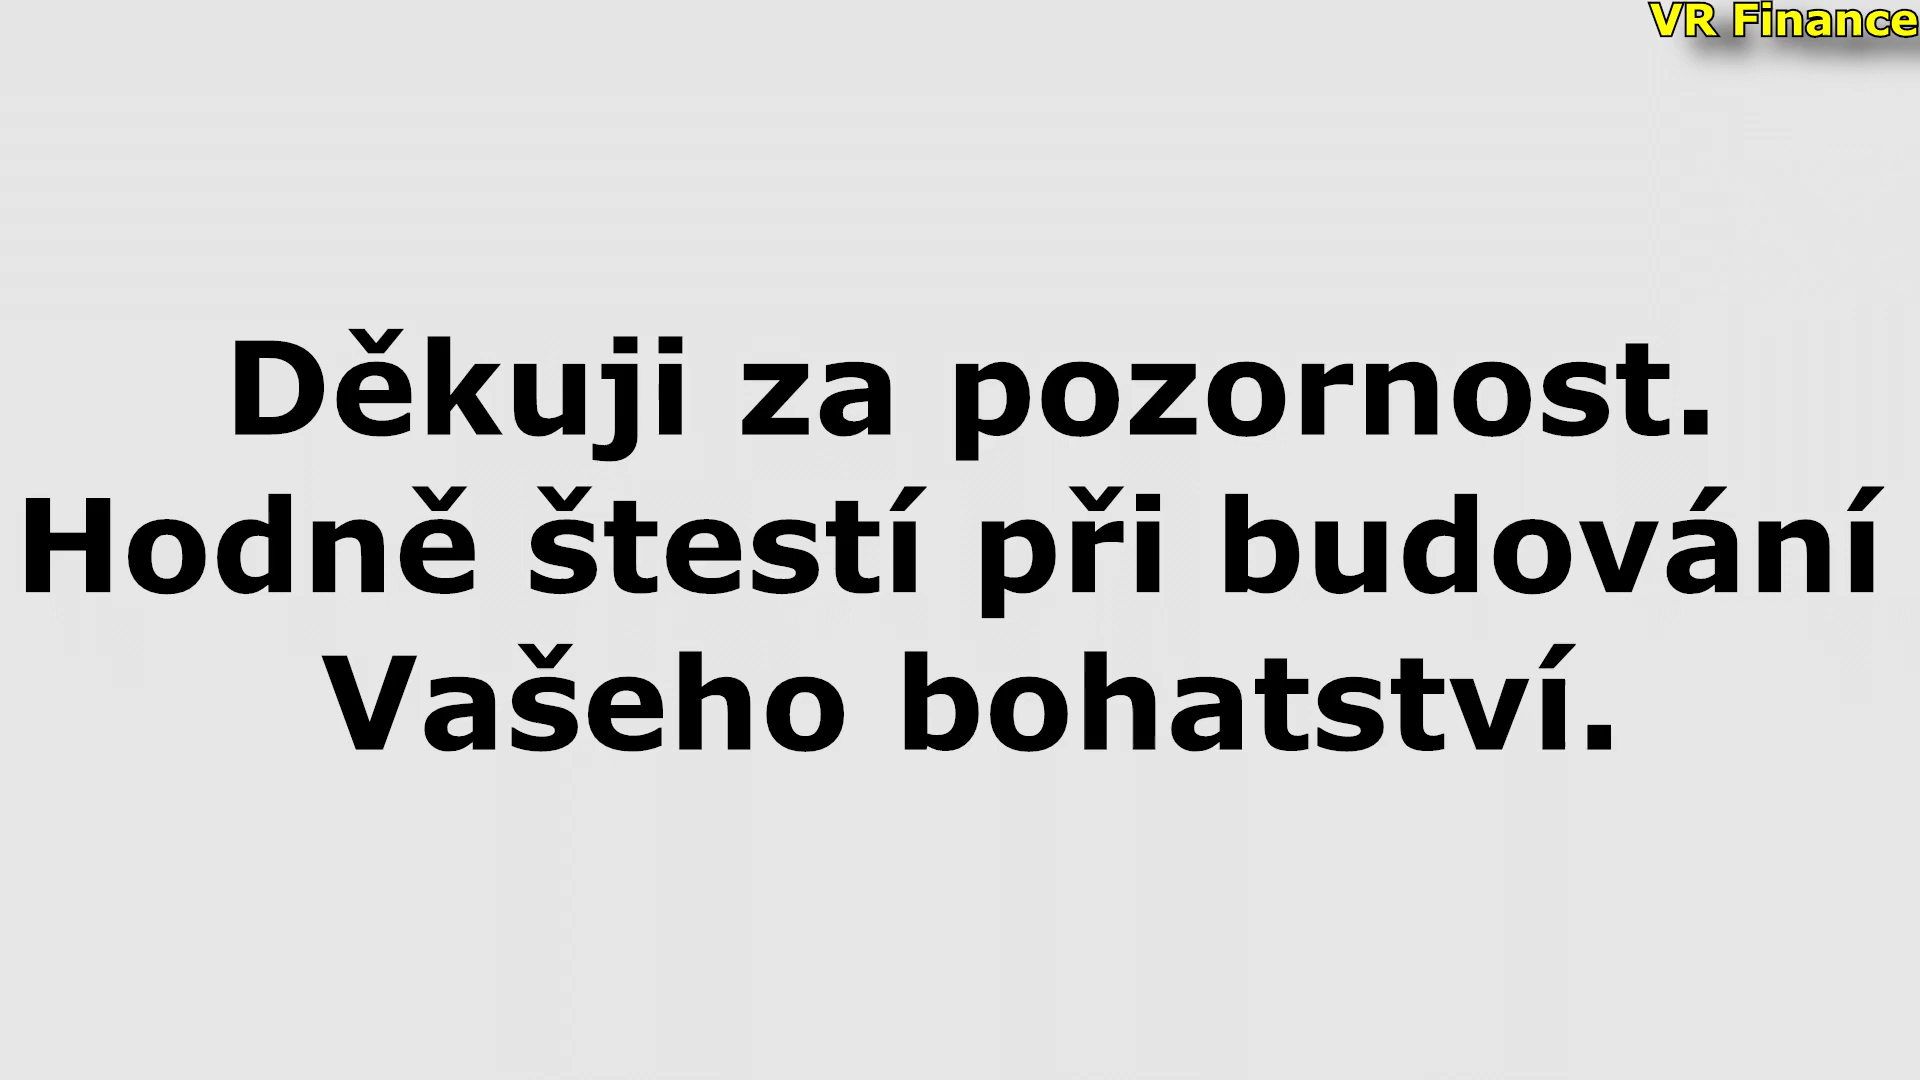 VR Finance
Děkuji za pozornost.
Hodně štestí při budování
Vašeho bohatství.